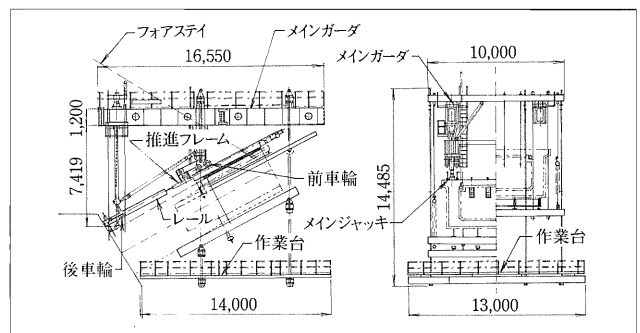 フォアステイ
16,550
メインガーダ
1,200
7,419
推進フレーム
前車輪
レール
後車輪
作業台
14,000
メインガーダ
10,000
14,485
メインジャッキ
作業台
13,000